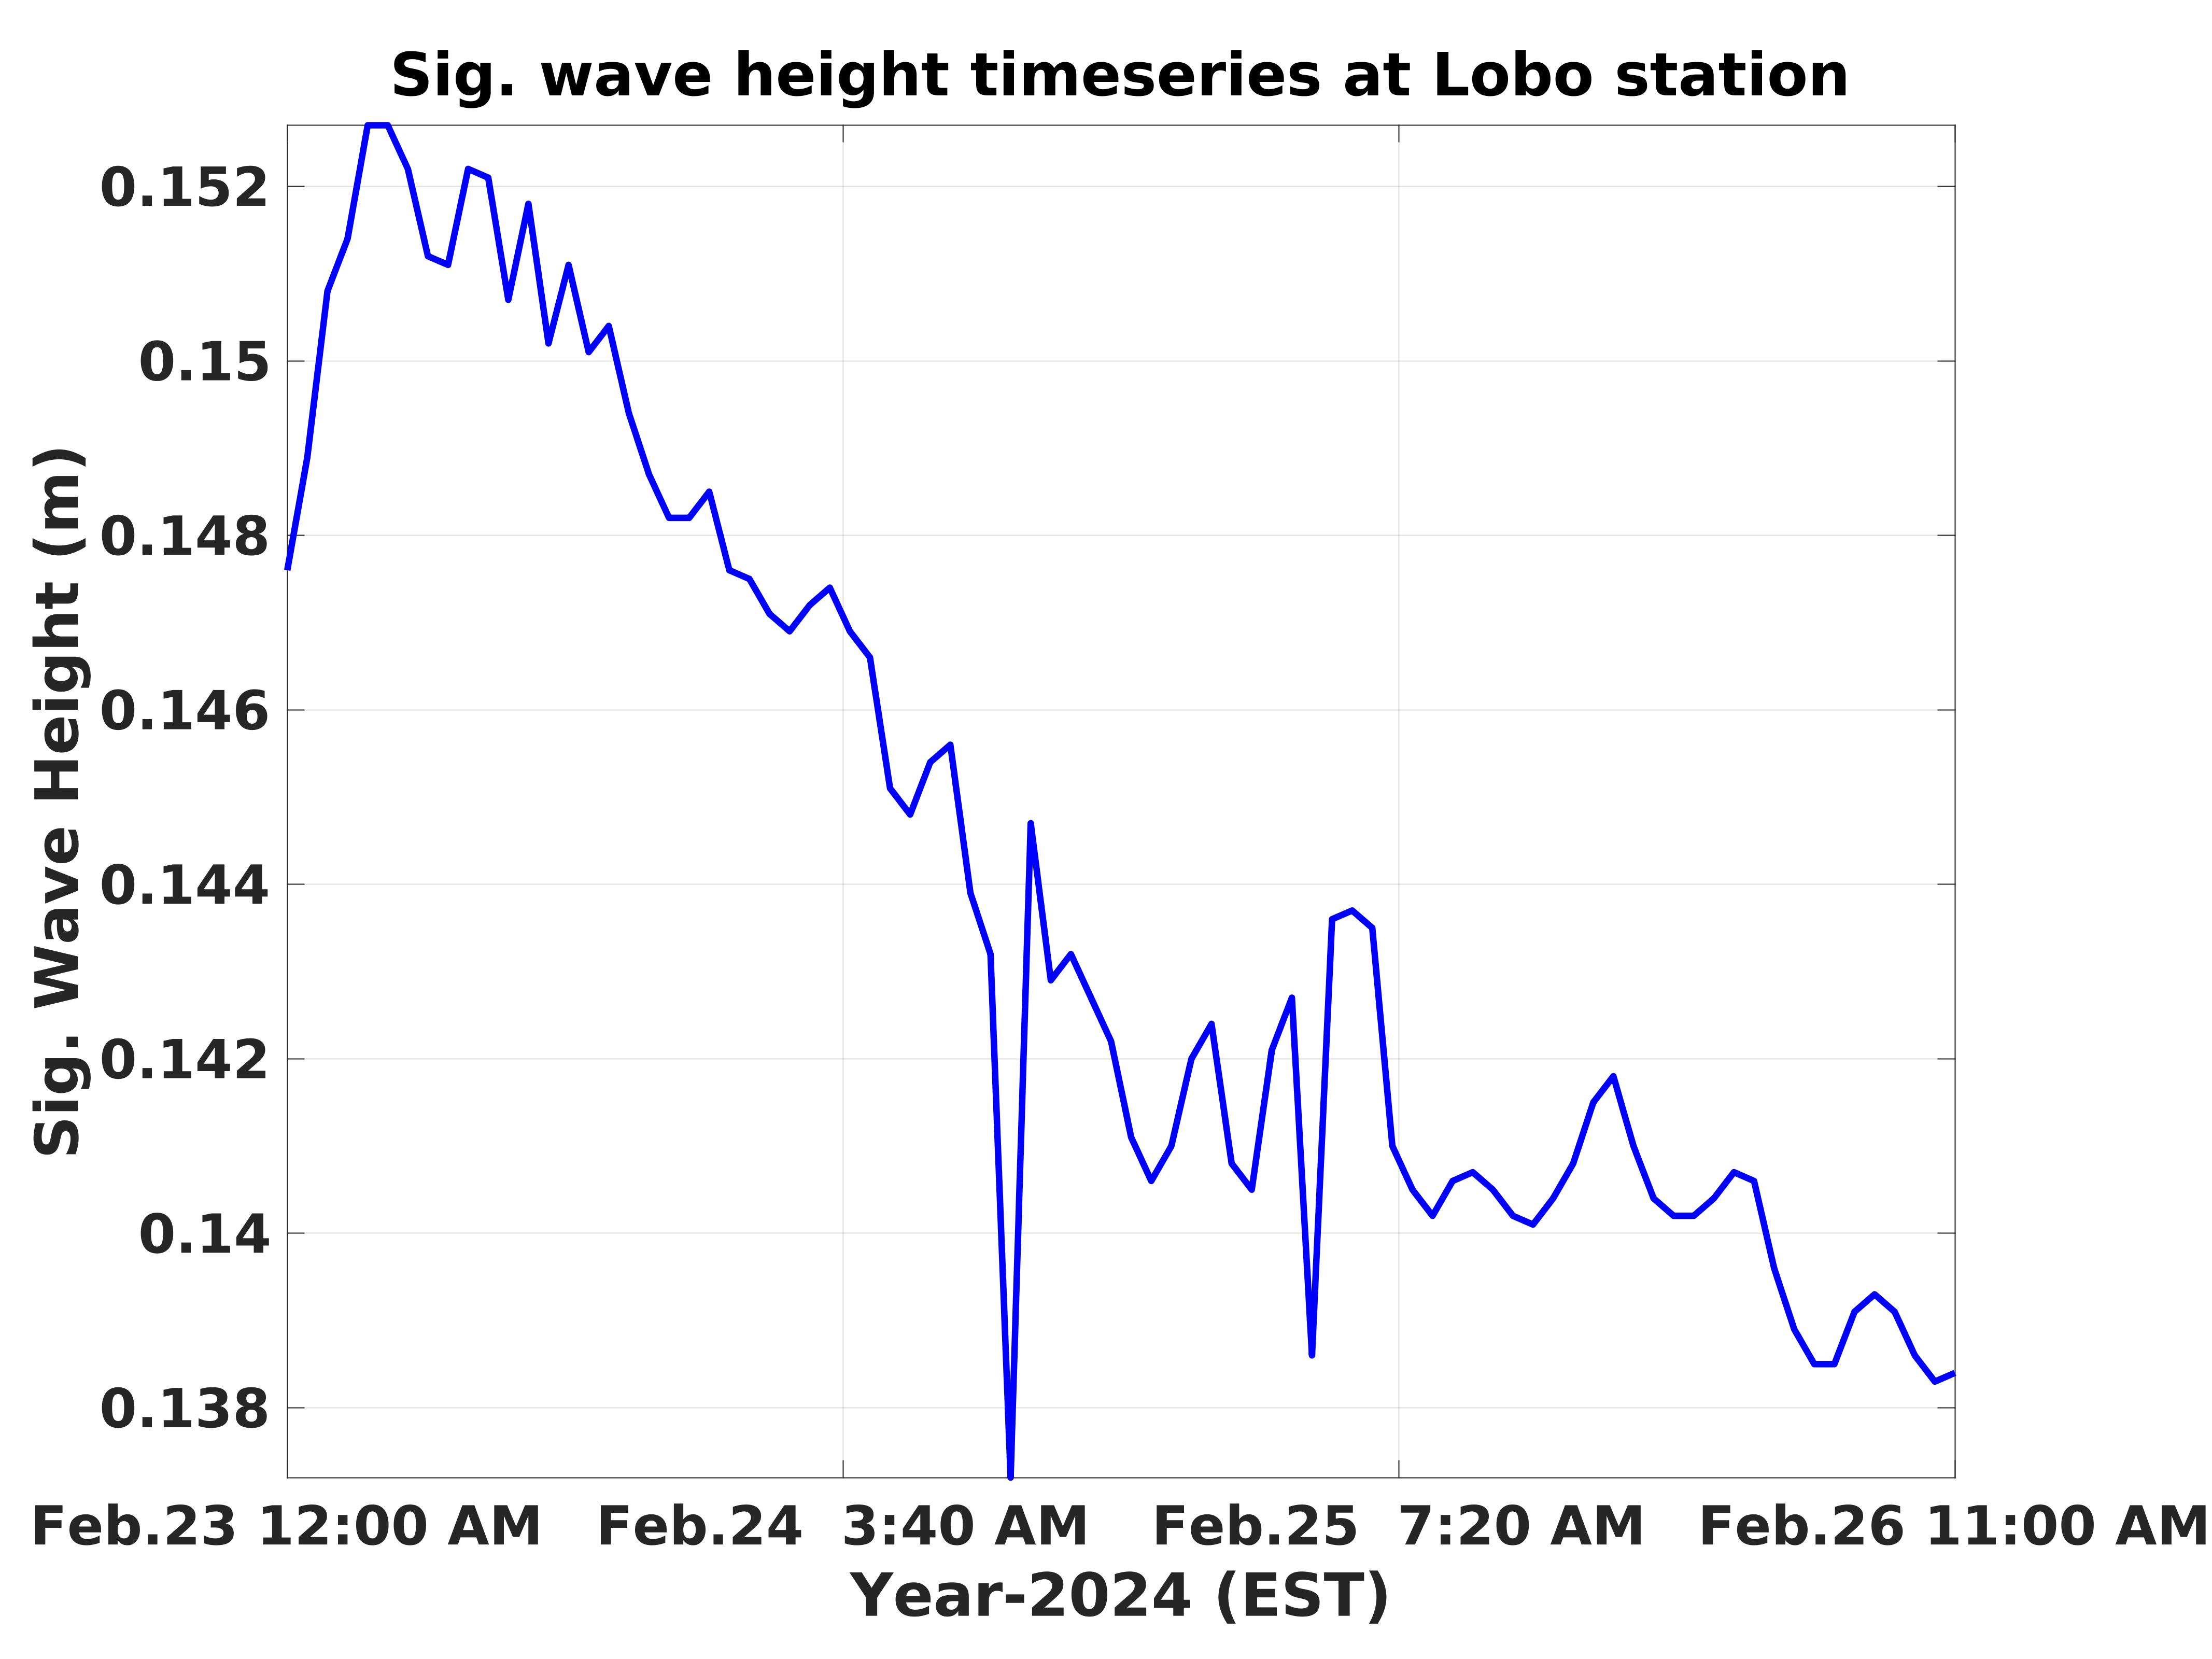 Sig. wave height timeseries at Lobo station
Sig. Wave Height (m)
0.152
0.15
0.148
0.146
0.144
0.142
0.14
0.138
Feb.23 12:00 AM Feb.24 3:40 AM Feb.25 7:20 AM Feb.26 11:00 AM
Year-2024 (EST)